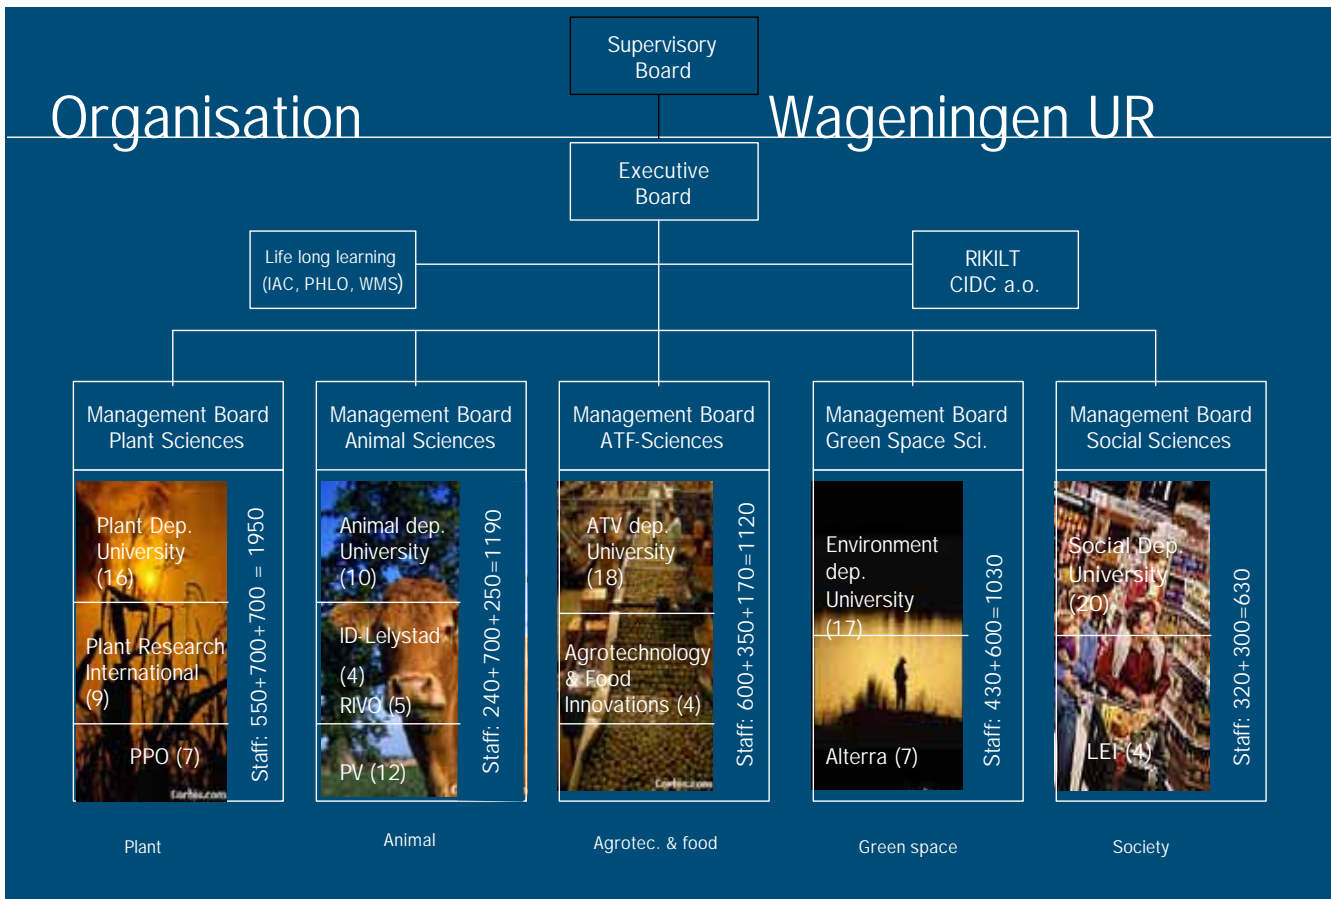 Supervisory
Board
Organisation
Wageningen UR
Executive
Board
Life long learning
(IAC, PHLO, WMS)
RIKILT
CIDC a.o.
Management Board
Plant Sciences
Management Board
Animal Sciences
Management Board
ATF-Sciences
Management Board
Green Space Sci.
Management Board
Social Sciences
Plant Dep.
University
(16)
Plant Research
International
(9)
PPO (7)
Corbis.com
Staff: 550+700+700 = 1950
Animal dep.
University
(10)
ID-Lelystad
(4)
RIVO (5)
PV (12)
Staff: 240+700+250=1190
ATV dep.
University
(18)
Agrotechnology
& Food
Innovations (4)
Corbis.com
Staff: 600+350+170=1120
Environment
dep.
University
(17)
Alterra (7)
Staff: 430+600=1030
Social Dep.
University
(20)
LEI (4)
Staff: 320+300=630
Plant
Animal
Agrotec. & food
Green space
Society